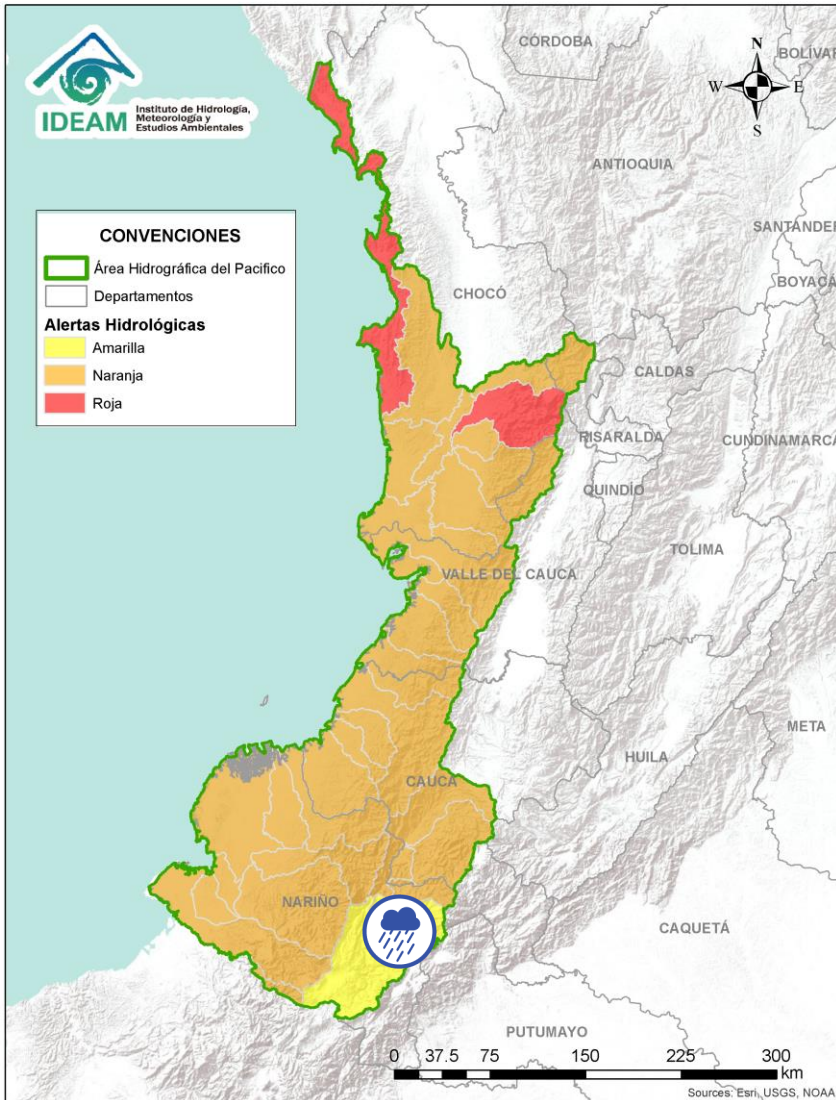 IDEAM
Instituto de Hidrología,
Meteorología y
Estudios Ambientales
CONVENCIONES
Área Hidrográfica del Pacifico
Departamentos
Alertas Hidrológicas
Amarilla
Naranja
Roja
N
W
E
S
CÓRDOBA
BOLÍVAR
ANTIOQUIA
SANTANDER
BOYACÁ
CHOCÓ
CALDAS
RISARALDA
CUNDINAMARCA
QUINDÍO
TOLIMA
VALLE DEL CAUCA
META
HUILA
CAUCA
NARIÑO
CAQUETÁ
PUTUMAYO
0 37.5 75 150 225 300
km
Sources: Esri, USGS, NOAA